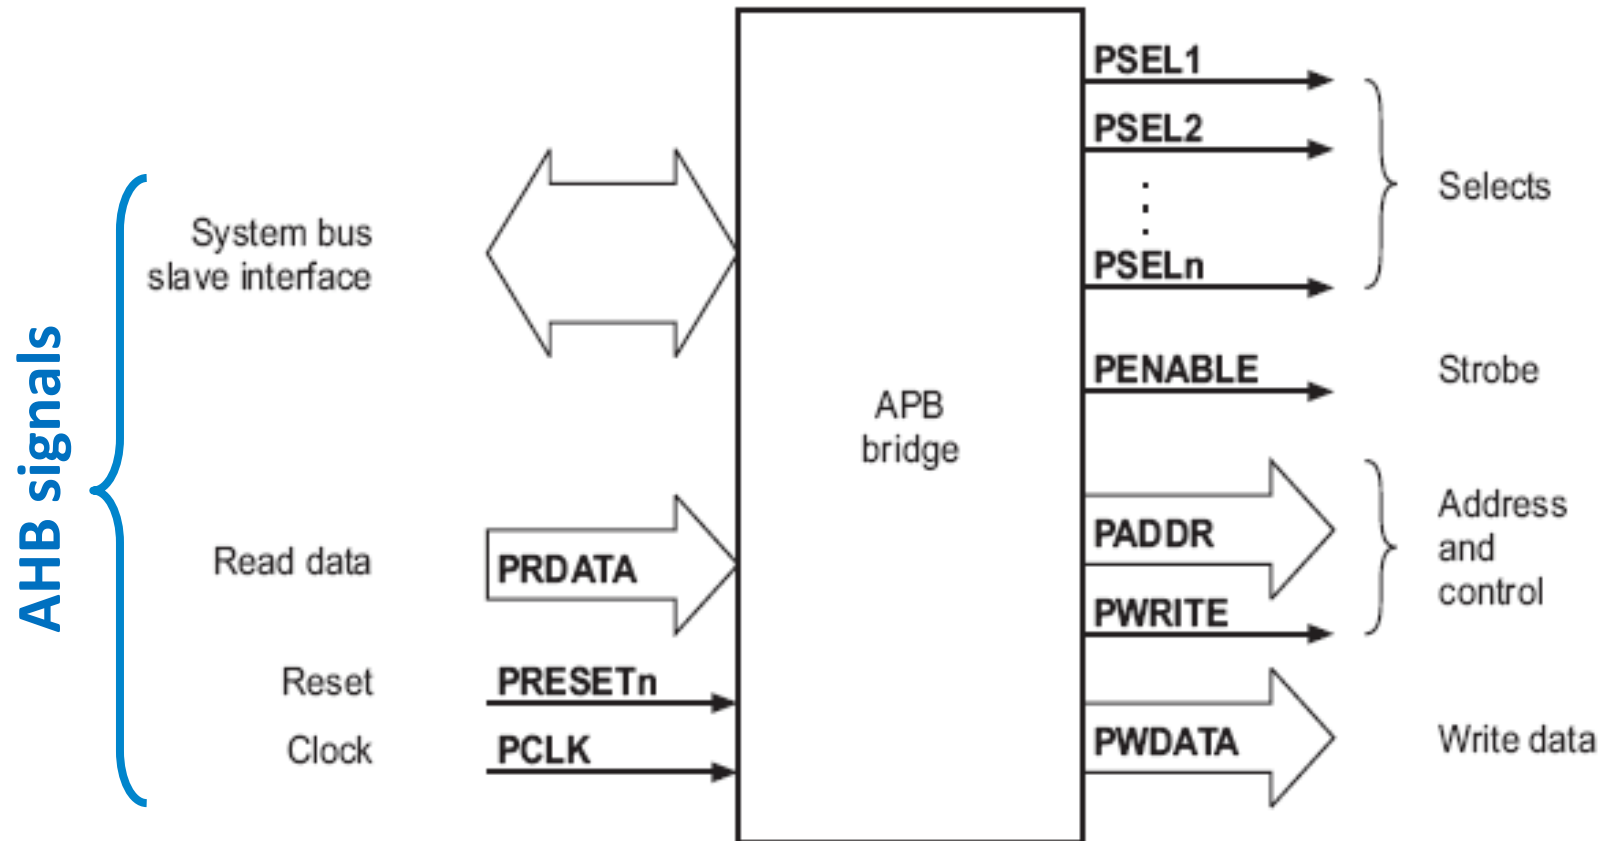 AHB signals
System bus
slave interface
Read data
PRDATA
Reset
PRESETn
Clock
PCLK
APB
bridge
PSEL1
PSEL2
PSELn
Selects
PENABLE
Strobe
PADDR
PWRITE
Address
and
control
PWDATA
Write data